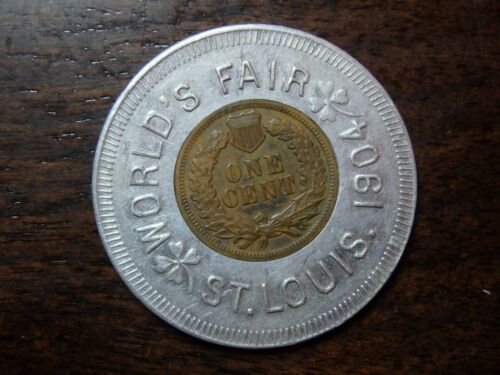 WORLD'S FAIR
1904
ST. LOUIS.
ONE
CENT